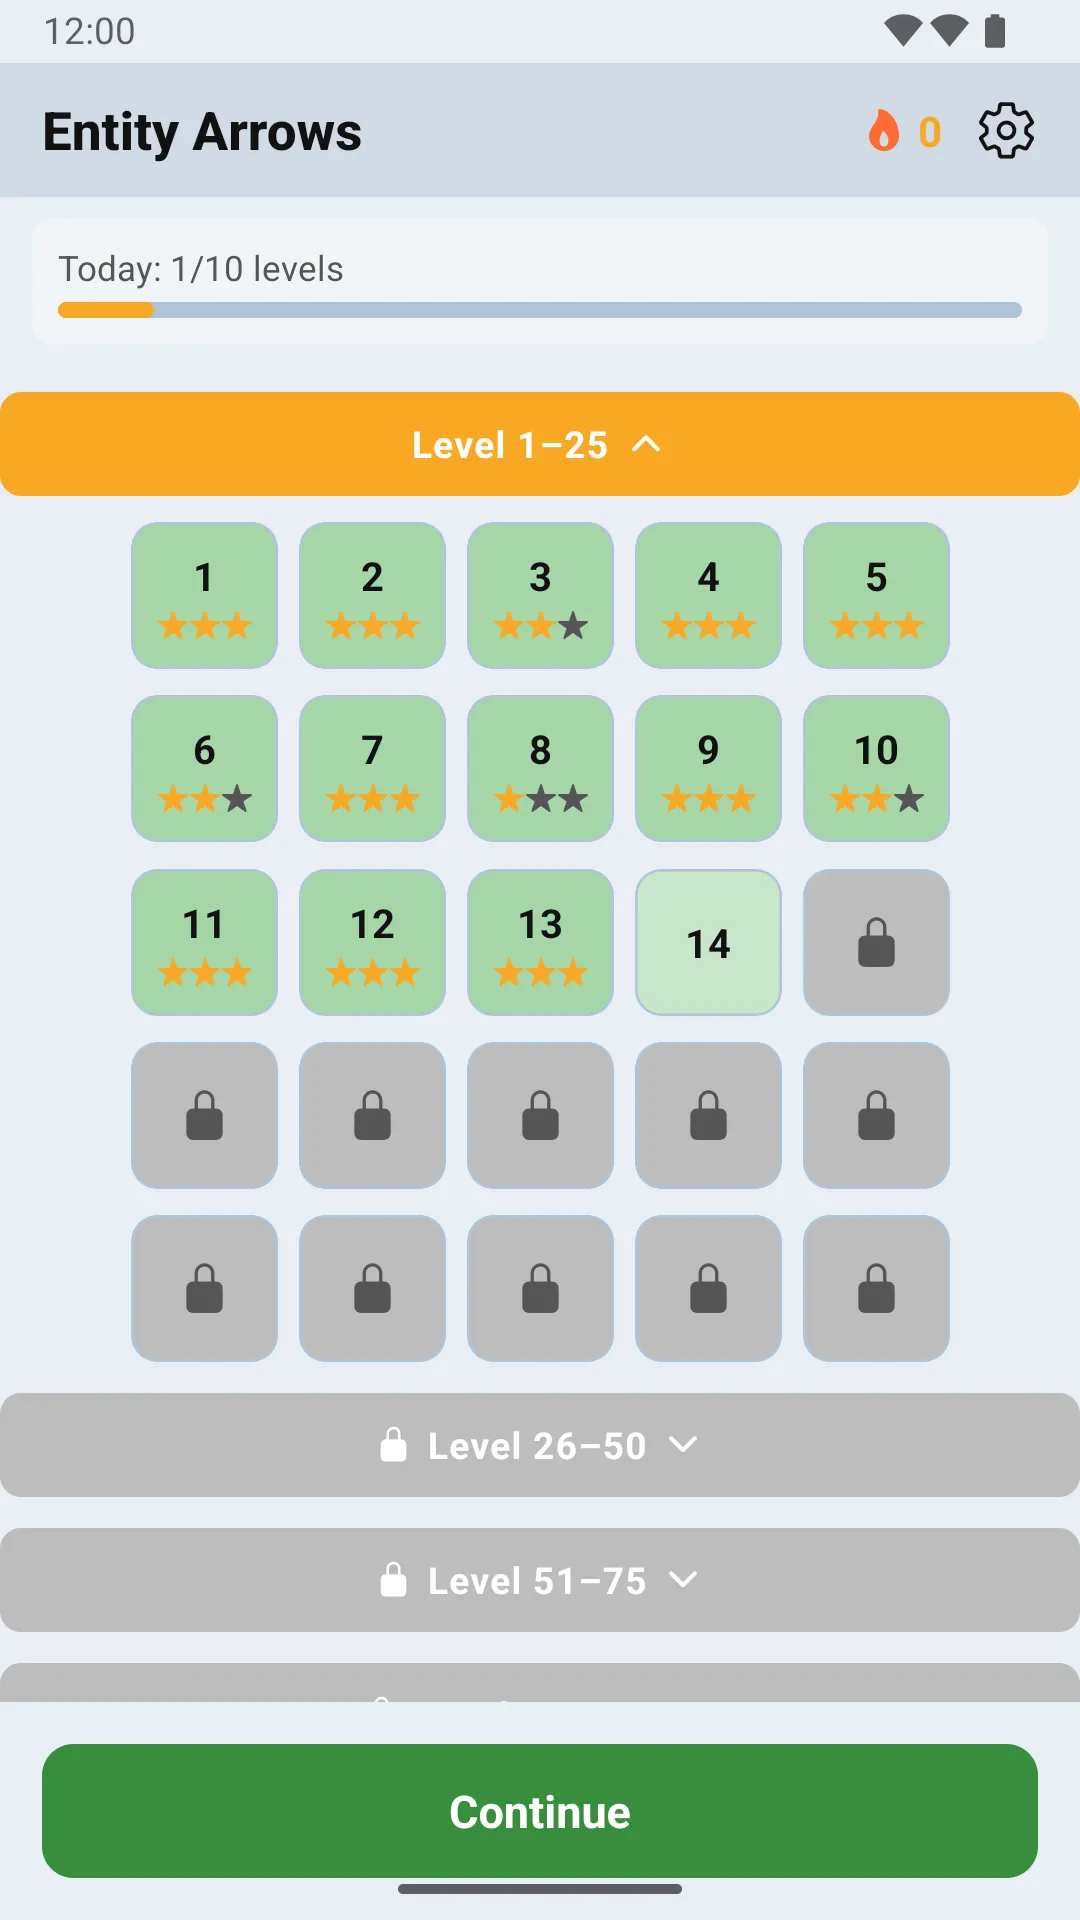 12:00
Entity Arrows
0
Today: 1/10 levels
Level 1–25
1 2 3 4 5
6 7 8 9 10
11 12 13 14
Level 26–50
Level 51–75
Continue